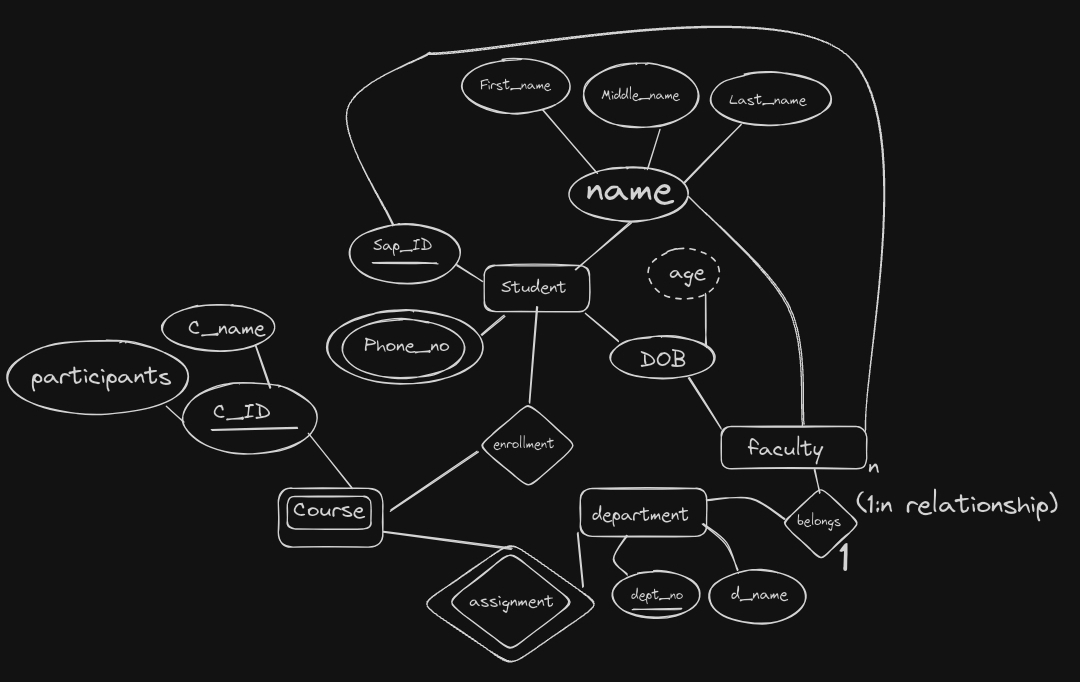 First_name
Middle_name
Last_name
name
Sap_ID
age
Student
C_name
Phone_no
DOB
participants
C_ID
enrollment
faculty
n
(1:n relationship)
Course
department
belongs
1
assignment
dept_no
d_name